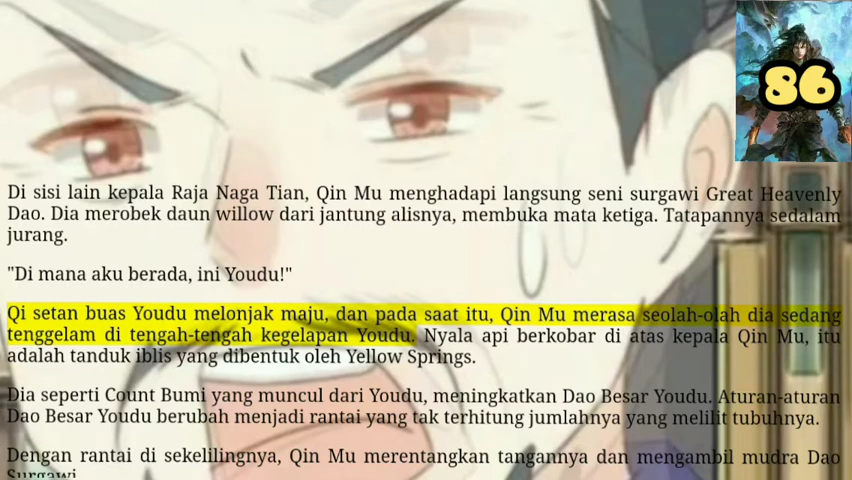 86
Di sisi lain kepala Raja Naga Tian, Qin Mu menghadapi langsung seni surgawi Great Heavenly
Dao. Dia merobek daun willow dari jantung alisnya, membuka mata ketiga. Tatapannya sedalam
jurang.
"Di mana aku berada, ini Youdu!"
Qi setan buas Youdu melonjak maju, dan pada saat itu, Qin Mu merasa seolah-olah dia sedang
tenggelam di tengah-tengah kegelapan Youdu. Nyala api berkobar di atas kepala Qin Mu, itu
adalah tanduk iblis yang dibentuk oleh Yellow Springs.
Dia seperti Count Bumi yang muncul dari Youdu, meningkatkan Dao Besar Youdu. Aturan-aturan
Dao Besar Youdu berubah menjadi rantai yang tak terhitung jumlahnya yang melilit tubuhnya.
Dengan rantai di sekelilingnya, Qin Mu merentangkan tangannya dan mengambil mudra Dao
Surgawi